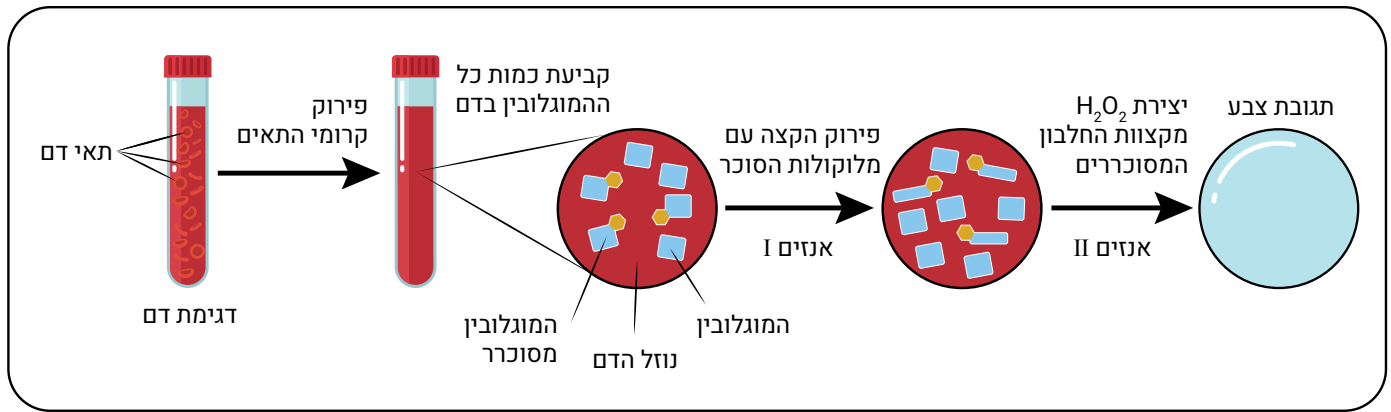 תאי דם
דגימת דם
פירוק
קרומי התאים
קביעת כמות כל
ההמוגלובין בדם
המוגלובין
מסוכרר
נוזל הדם
המוגלובין
פירוק הקצה עם
מולוקולות הסוכר
אנזים I
יצירת H₂O₂
מקצוות החלבון
המסוכררים
אנזים II
תגובת צבע